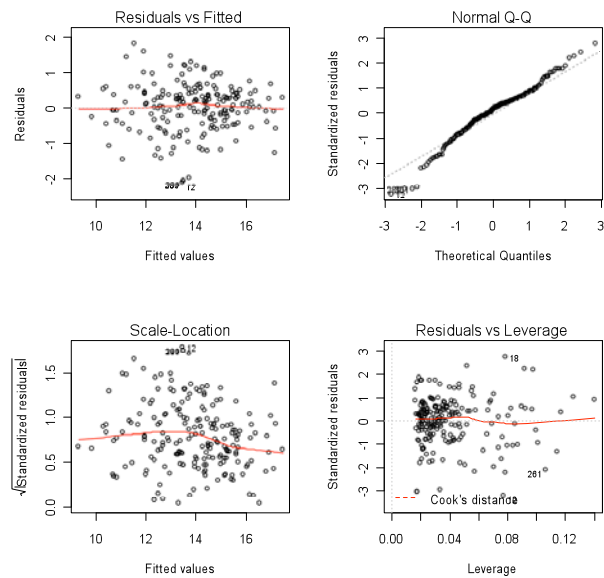 Residuals vs Fitted
Residuals
2
1
0
-1
-2
12
10 12 14 16
Fitted values
Normal Q-Q
Standardized residuals
3
2
1
0
-1
-2
-3
12
-3 -2 -1 0 1 2 3
Theoretical Quantiles
Scale-Location
√|Standardized residuals|
1.5
1.0
0.5
0.0
12
10 12 14 16
Fitted values
Residuals vs Leverage
Standardized residuals
3
2
1
0
-1
-2
-3
18
261
Cook's distance
0.00 0.04 0.08 0.12
Leverage